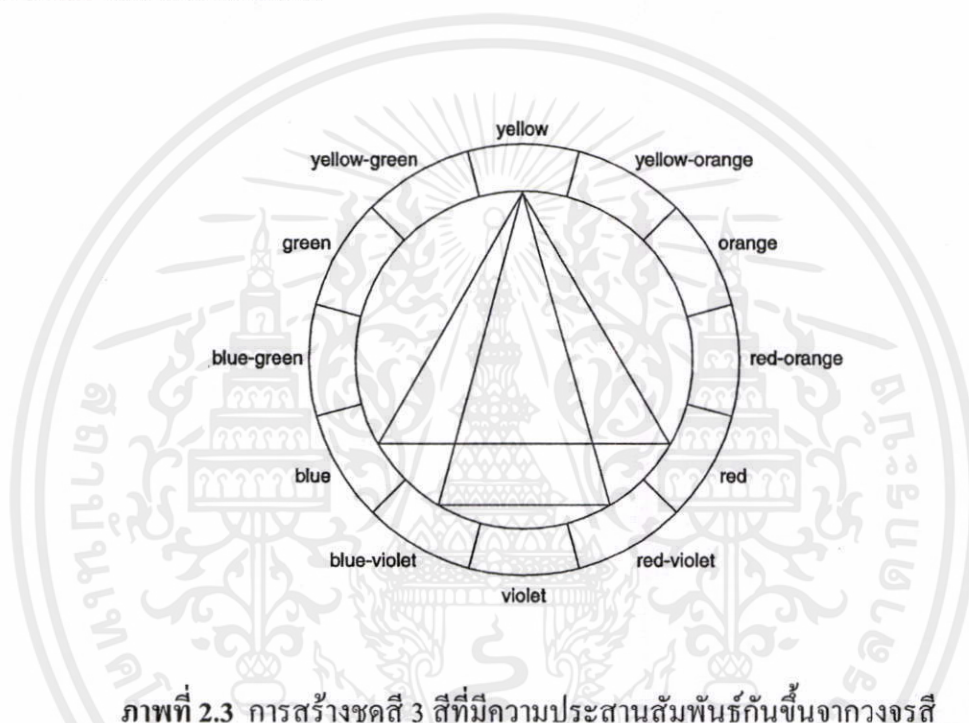 yellow
yellow-green
yellow-orange
green
orange
blue-green
red-orange
blue
red
blue-violet
red-violet
violet
ภาพที่ 2.3 การสร้างชุดสี 3 สีที่มีความประสานสัมพันธ์กันขึ้นจากวงจรสี